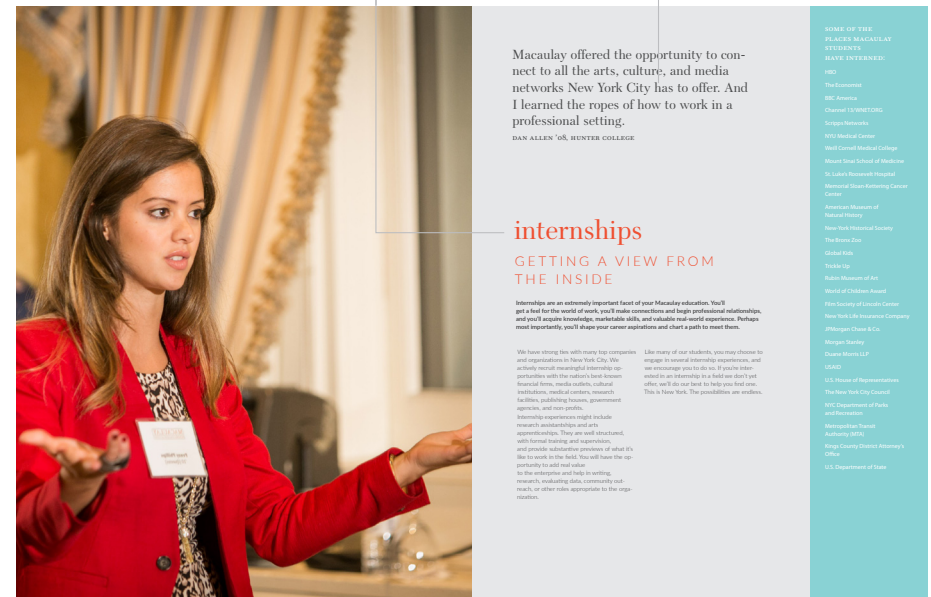 Macaulay offered the opportunity to con-
nect to all the arts, culture, and media
networks New York City has to offer. And
I learned the ropes of how to work in a
professional setting.
DAN ALLEN '08, HUNTER COLLEGE
internships
GETTING A VIEW FROM
THE INSIDE
Internships are an extremely important facet of your Macaulay education. You'll
get a feel for the world of work, you'll make connections and begin professional relationships,
and you'll acquire knowledge, marketable skills, and valuable real-world experience. Perhaps
most importantly, you'll shape your career aspirations and chart a path to meet them.
We have strong ties with many top companies
and organizations in New York City. We
actively recruit meaningful internship op-
portunities with the nation's best-known
financial firms, media outlets, cultural
institutions, medical centers, research
facilities, publishing houses, government
agencies, and non-profits.
Internship experiences might include
research assistantships and arts
apprenticeships. They are well structured,
with formal training and supervision,
and provide substantive previews of what it's
like to work in the field. You will have the op-
portunity to add real value
to the enterprise and help in writing,
research, evaluating data, community out-
reach, or other roles appropriate to the orga-
nization.
Like many of our students, you may choose to
engage in several internship experiences, and
we encourage you to do so. If you're inter-
ested in an internship in a field we don't yet
offer, we'll do our best to help you find one.
This is New York. The possibilities are endless.
SOME OF THE
PLACES MACAULAY
STUDENTS
HAVE INTERNED:
HBO
The Economist
BBC America
Channel 13/WNET.ORG
Scripps Networks
NYU Medical Center
Weill Cornell Medical College
Mount Sinai School of Medicine
St. Luke's Roosevelt Hospital
Memorial Sloan-Kettering Cancer
Center
American Museum of
Natural History
New-York Historical Society
The Bronx Zoo
Global Kids
Trickle Up
Rubin Museum of Art
World of Children Award
Film Society of Lincoln Center
New York Life Insurance Company
JPMorgan Chase & Co.
Morgan Stanley
Duane Morris LLP
USAID
U.S. House of Representatives
The New York City Council
NYC Department of Parks
and Recreation
Metropolitan Transit
Authority (MTA)
Kings County District Attorney's
Office
U.S. Department of State